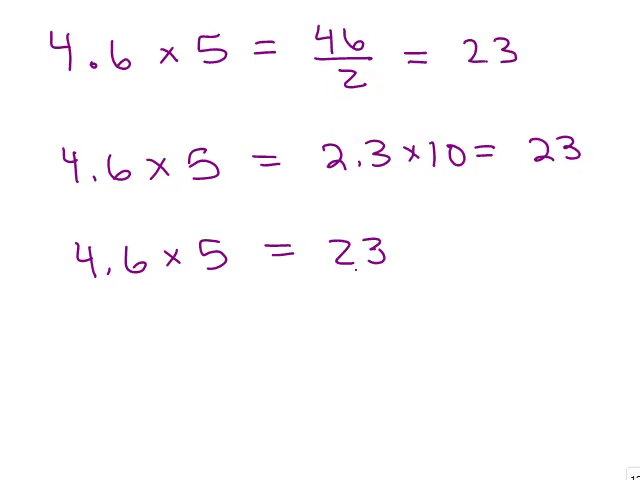 4.6 × 5 = 46/2 = 23
4.6 × 5 = 2.3 × 10 = 23
4.6 × 5 = 23